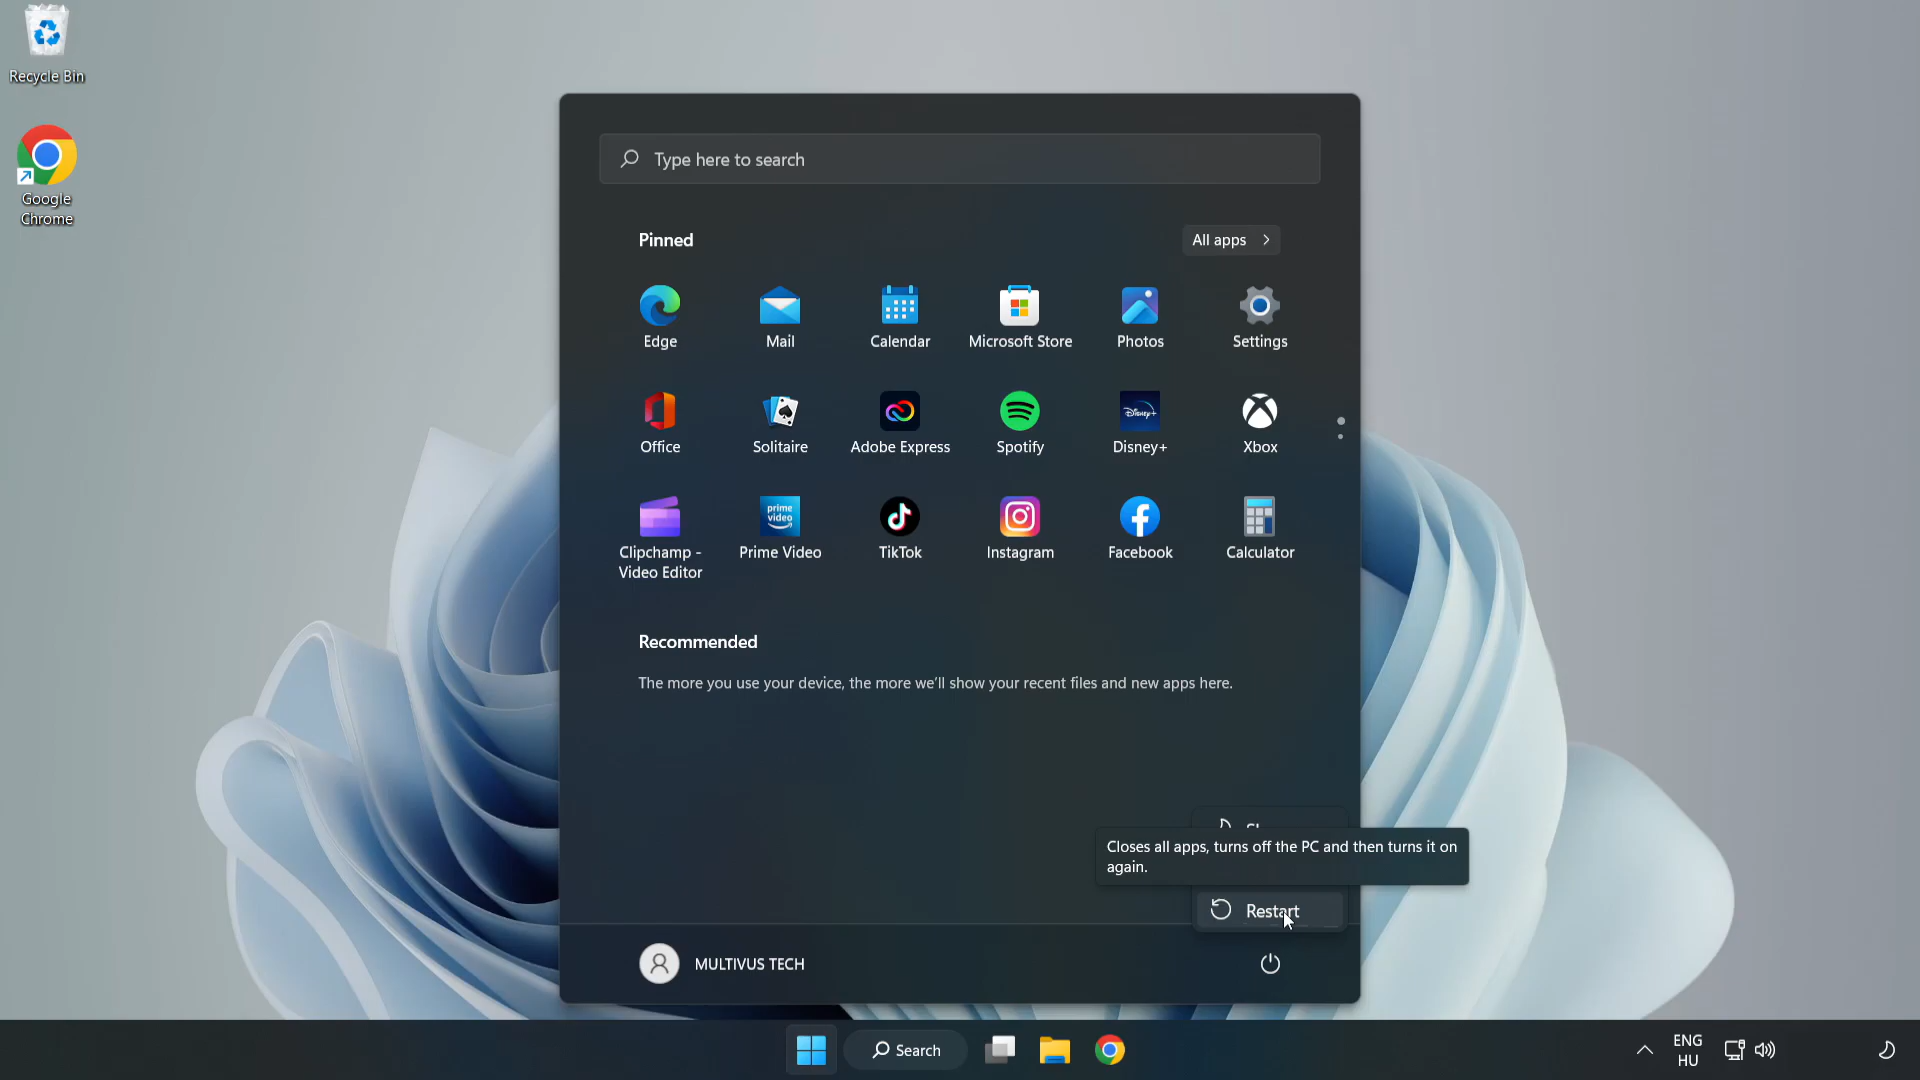 Recycle Bin
Google
Chrome
Type here to search
Pinned
All apps
Edge
Mail
Calendar
Microsoft Store
Photos
Settings
Office
Solitaire
Adobe Express
Spotify
Disney+
Disney+
Xbox
prime
video
Clipchamp -
Video Editor
Prime Video
TikTok
Instagram
Facebook
Calculator
Recommended
The more you use your device, the more we'll show your recent files and new apps here.
Closes all apps, turns off the PC and then turns it on
again.
Restart
MULTIVUS TECH
Search
ENG
HU